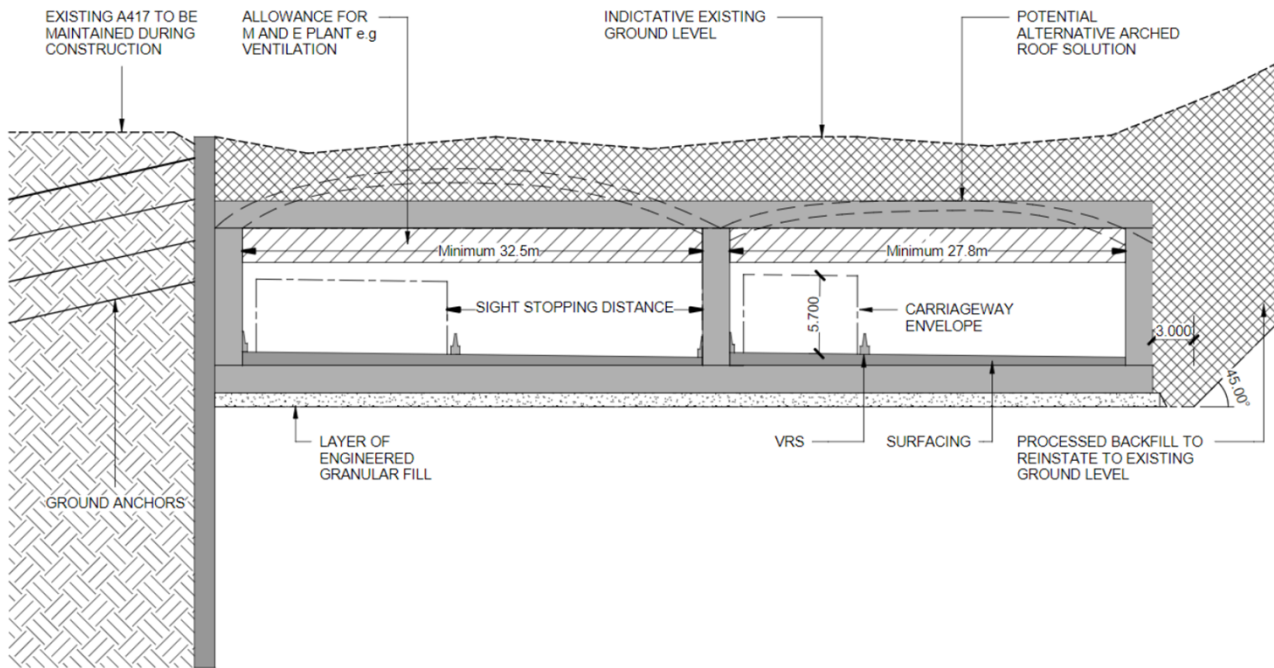 EXISTING A417 TO BE
MAINTAINED DURING
CONSTRUCTION
ALLOWANCE FOR
M AND E PLANT e.g
VENTILATION
INDICTATIVE EXISTING
GROUND LEVEL
POTENTIAL
ALTERNATIVE ARCHED
ROOF SOLUTION
Minimum 32.5m
Minimum 27.8m
SIGHT STOPPING DISTANCE
5.700
CARRIAGEWAY
ENVELOPE
3.000
45.00°
LAYER OF
ENGINEERED
GRANULAR FILL
VRS
SURFACING
PROCESSED BACKFILL TO
REINSTATE TO EXISTING
GROUND LEVEL
GROUND ANCHORS